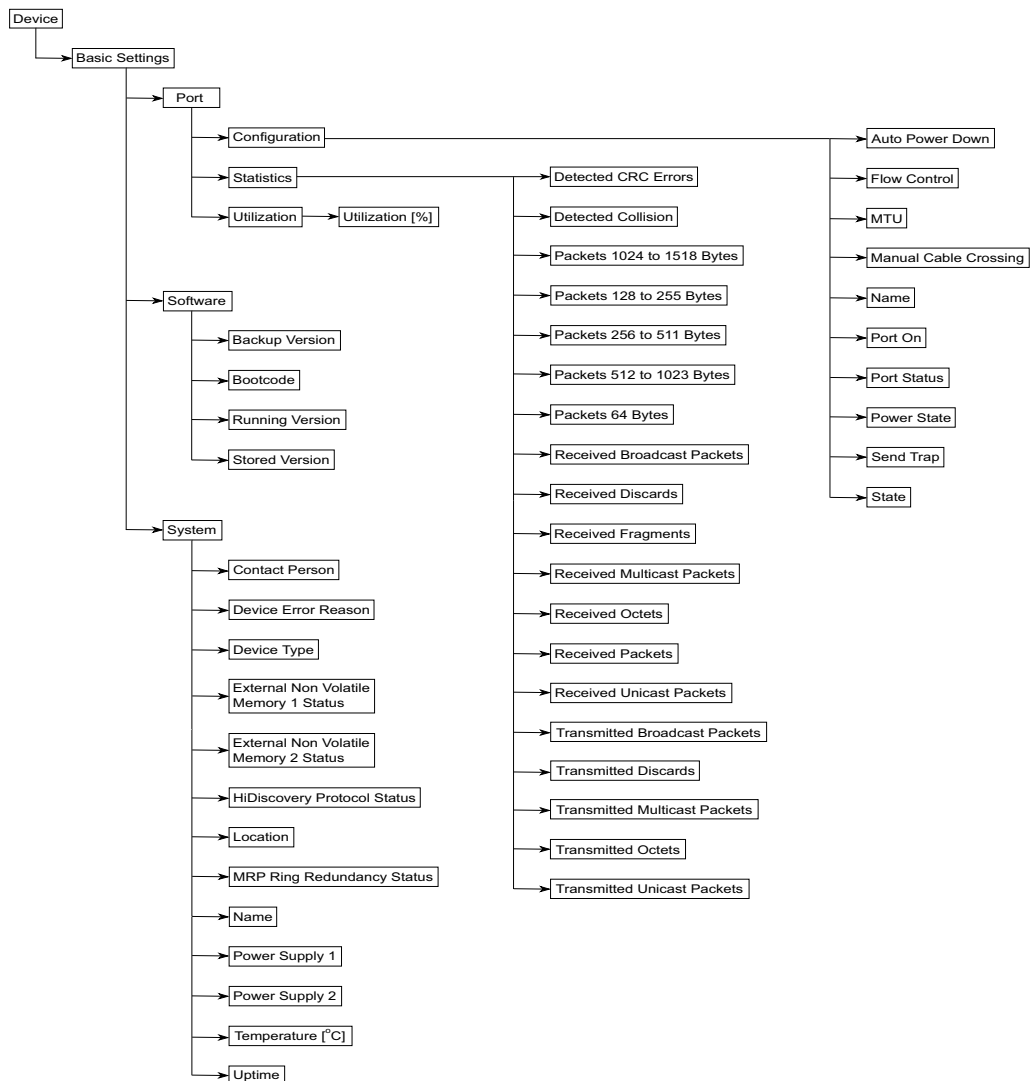 Device
Basic Settings
Port
Configuration
Auto Power Down
Flow Control
MTU
Manual Cable Crossing
Name
Port On
Port Status
Power State
Send Trap
State
Statistics
Detected CRC Errors
Detected Collision
Packets 1024 to 1518 Bytes
Packets 128 to 255 Bytes
Packets 256 to 511 Bytes
Packets 512 to 1023 Bytes
Packets 64 Bytes
Received Broadcast Packets
Received Discards
Received Fragments
Received Multicast Packets
Received Octets
Received Packets
Received Unicast Packets
Transmitted Broadcast Packets
Transmitted Discards
Transmitted Multicast Packets
Transmitted Octets
Transmitted Unicast Packets
Utilization
Utilization [%]
Software
Backup Version
Bootcode
Running Version
Stored Version
System
Contact Person
Device Error Reason
Device Type
External Non Volatile
Memory 1 Status
External Non Volatile
Memory 2 Status
HiDiscovery Protocol Status
Location
MRP Ring Redundancy Status
Name
Power Supply 1
Power Supply 2
Temperature [°C]
Uptime